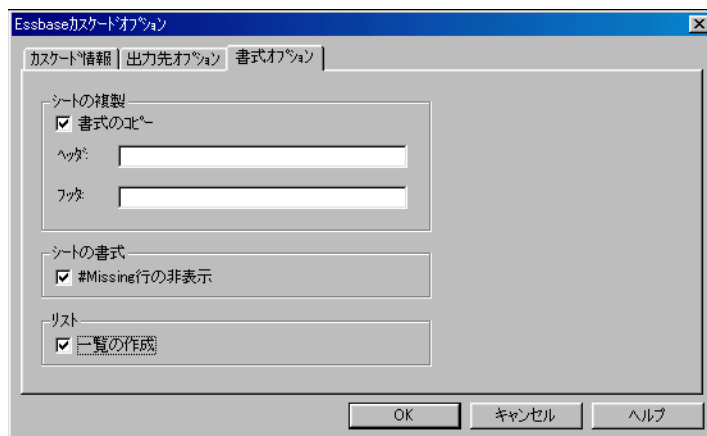 Essbaseｶｽｹｰﾄﾞｵﾌﾟｼｮﾝ
ｶｽｹｰﾄﾞ情報 出力先ｵﾌﾟｼｮﾝ 書式ｵﾌﾟｼｮﾝ
シートの複製
書式のｺﾋﾟｰ
ﾍｯﾀﾞ:
ﾌｯﾀ:
シートの書式
#Missing行の非表示
リスト
一覧の作成
OK キャンセル ヘルプ